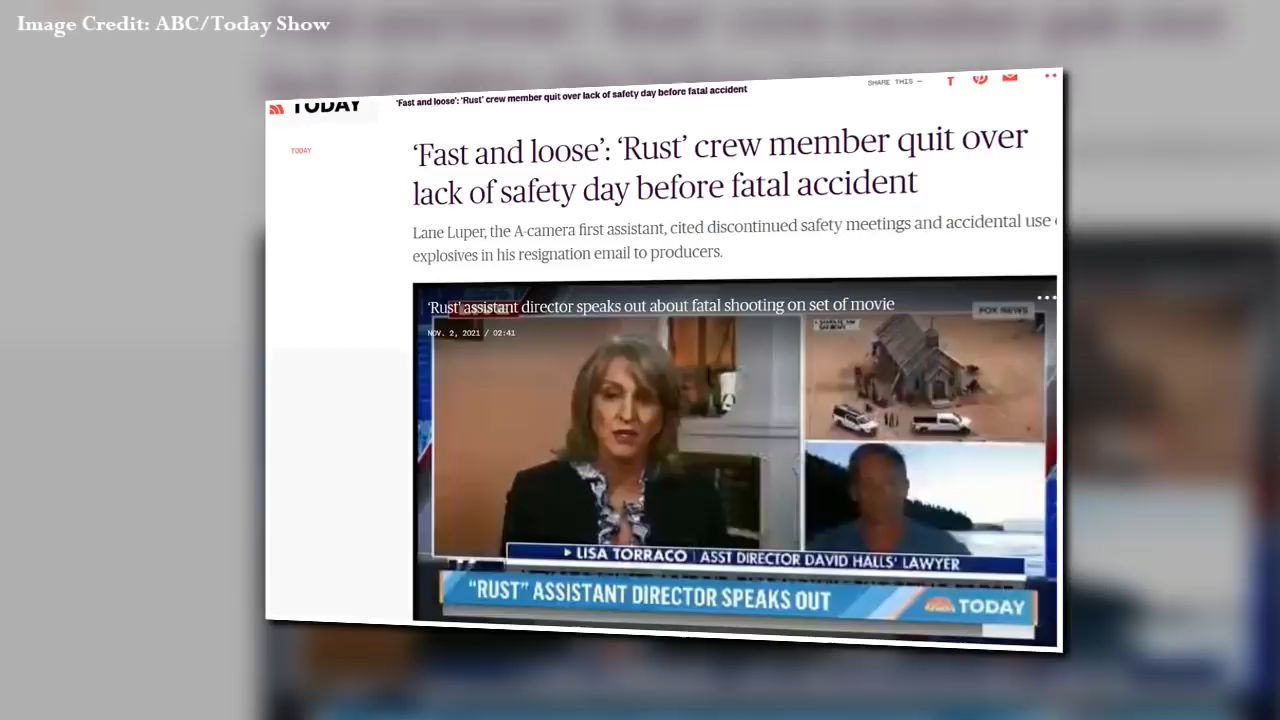 Image Credit: ABC/Today Show
TODAY
'Fast and loose': 'Rust' crew member quit over lack of safety day before fatal accident
SHARE THIS —
TODAY
‘Fast and loose’: ‘Rust’ crew member quit over
lack of safety day before fatal accident
Lane Luper, the A-camera first assistant, cited discontinued safety meetings and accidental use
explosives in his resignation email to producers.
‘Rust’ assistant director speaks out about fatal shooting on set of movie
NOV. 2, 2021 / 02:41
FOX NEWS
LISA TORRACO | ASST DIRECTOR DAVID HALLS' LAWYER
“RUST” ASSISTANT DIRECTOR SPEAKS OUT
TODAY